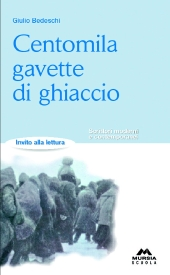 Giulio Bedeschi
Centomila
gavette
di ghiaccio
Invito alla lettura
MURSIA
SCUOLA